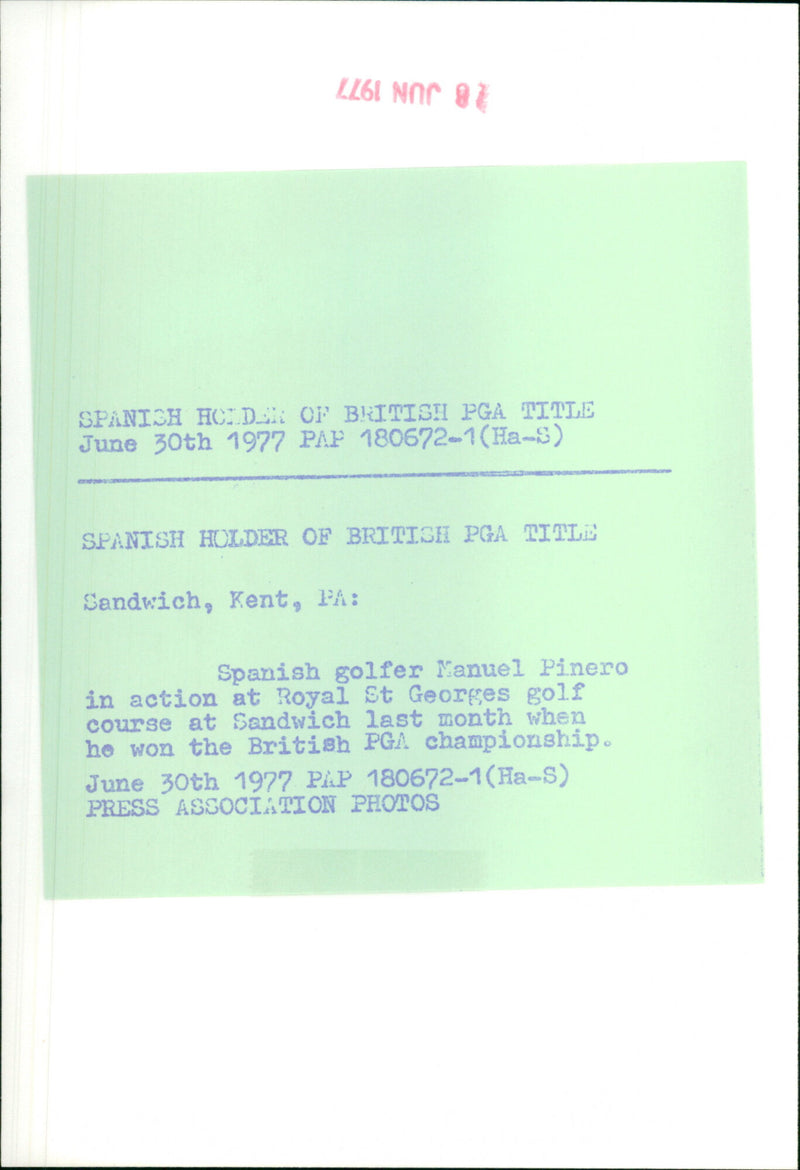 28 JUN 1977
SPANISH HOLDER OF BRITISH PGA TITLE
June 30th 1977 PAP 180672-1(Ha-S)
SPANISH HOLDER OF BRITISH PGA TITLE
Sandwich, Kent, PA:
Spanish golfer Manuel Pinero
in action at Royal St Georges golf
course at Sandwich last month when
he won the British PGA championship.
June 30th 1977 PAP 180672-1(Ha-S)
PRESS ASSOCIATION PHOTOS